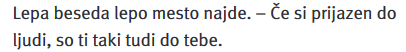 Lepa beseda lepo mesto najde. – Če si prijazen do
ljudi, so ti taki tudi do tebe.